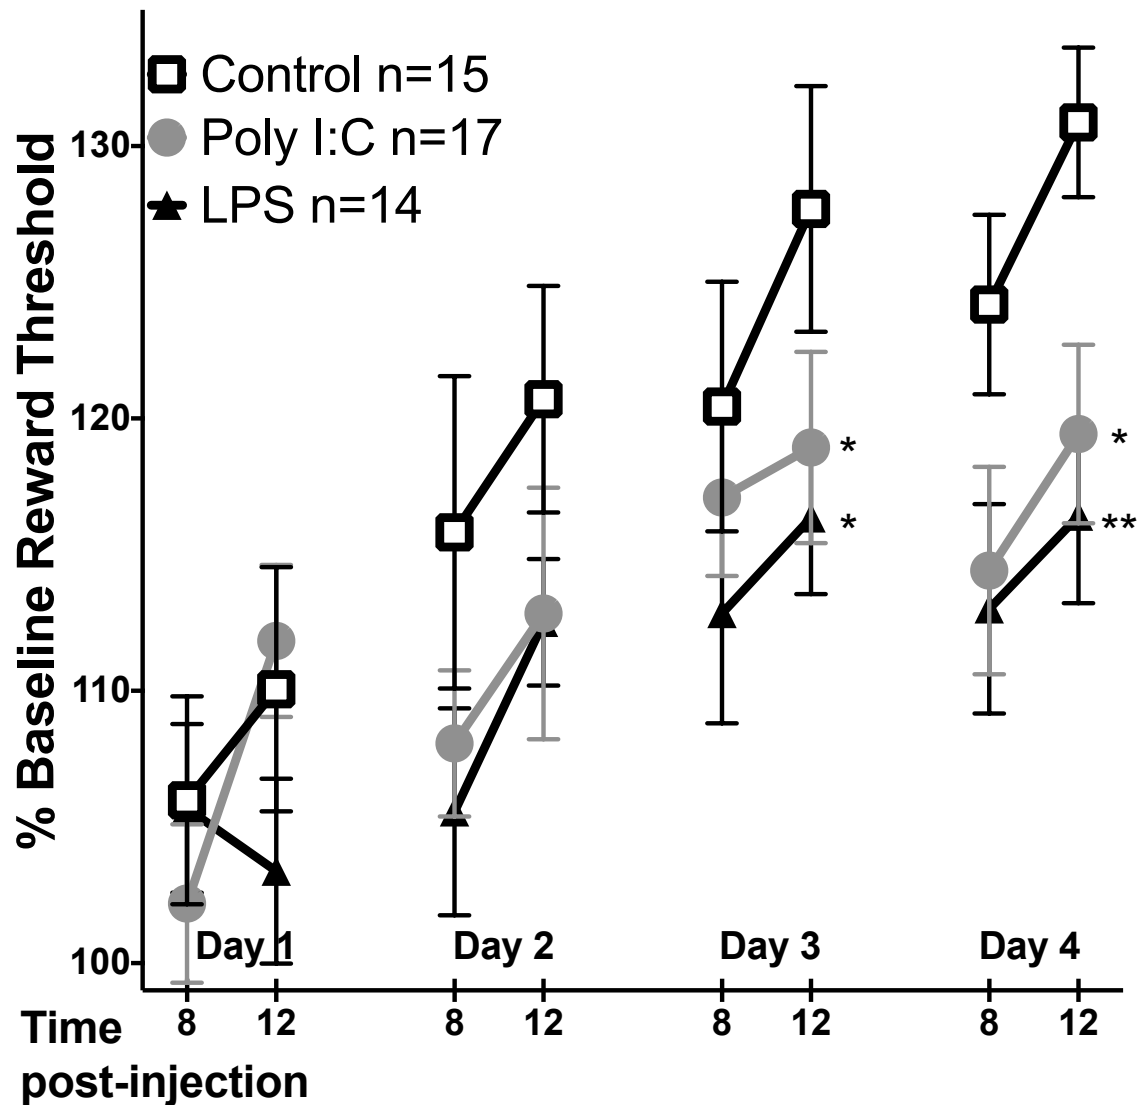 Control n=15
Poly I:C n=17
LPS n=14
% Baseline Reward Threshold
130
120
110
100
*
*
*
**
Day 1 Day 2 Day 3 Day 4
8 12 8 12 8 12 8 12
Time
post-injection